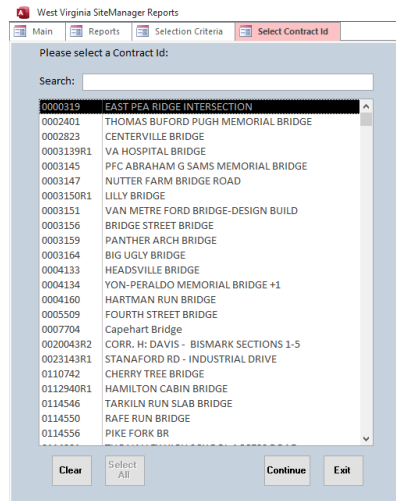 West Virginia SiteManager Reports
Main Reports Selection Criteria Select Contract Id
Please select a Contract Id:
Search:
0000319 EAST PEA RIDGE INTERSECTION
0002401 THOMAS BUFORD PUGH MEMORIAL BRIDGE
0002823 CENTERVILLE BRIDGE
0003139R1 VA HOSPITAL BRIDGE
0003145 PFC ABRAHAM G SAMS MEMORIAL BRIDGE
0003147 NUTTER FARM BRIDGE ROAD
0003150R1 LILLY BRIDGE
0003151 VAN METRE FORD BRIDGE-DESIGN BUILD
0003156 BRIDGE STREET BRIDGE
0003159 PANTHER ARCH BRIDGE
0003164 BIG UGLY BRIDGE
0004133 HEADSVILLE BRIDGE
0004134 YON-PERALDO MEMORIAL BRIDGE +1
0004160 HARTMAN RUN BRIDGE
0005509 FOURTH STREET BRIDGE
0007704 Capehart Bridge
0020043R2 CORR. H: DAVIS - BISMARK SECTIONS 1-5
0023143R1 STANAFORD RD - INDUSTRIAL DRIVE
0110742 CHERRY TREE BRIDGE
0112940R1 HAMILTON CABIN BRIDGE
0114546 TARKILN RUN SLAB BRIDGE
0114550 RAFE RUN BRIDGE
0114556 PIKE FORK BR
Clear Select All Continue Exit